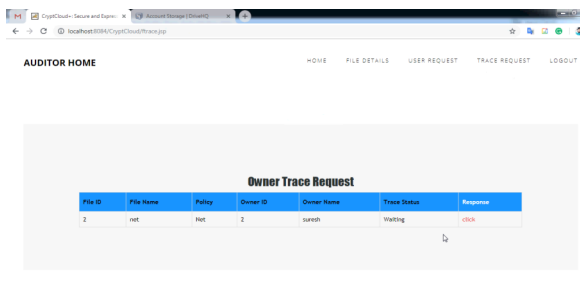 CryptCloud+: Secure and Expres
Account Storage | DriveHQ
localhost:8084/CryptCloud/ftrace.jsp
AUDITOR HOME
HOME FILE DETAILS USER REQUEST TRACE REQUEST LOGOUT
Owner Trace Request
File ID File Name Policy Owner ID Owner Name Trace Status Response
2 net Net 2 suresh Waiting click